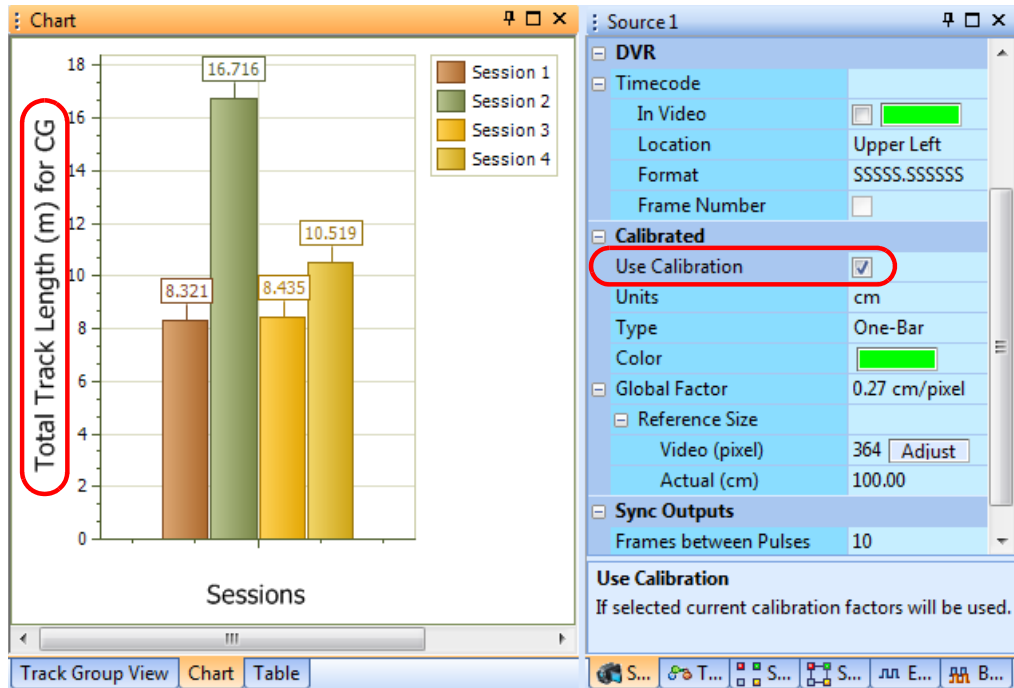 Chart
18
16
14
12
10
8
6
4
2
0
Total Track Length (m) for CG
16.716
10.519
8.321
8.435
Session 1
Session 2
Session 3
Session 4
Sessions
Track Group View
Chart
Table
Source 1
DVR
Timecode
In Video
Location Upper Left
Format SSSSS.SSSSSS
Frame Number
Calibrated
Use Calibration
Units cm
Type One-Bar
Color
Global Factor 0.27 cm/pixel
Reference Size
Video (pixel) 364 Adjust
Actual (cm) 100.00
Sync Outputs
Frames between Pulses 10
Use Calibration
If selected current calibration factors will be used.
S...
T...
S...
S...
E...
B...